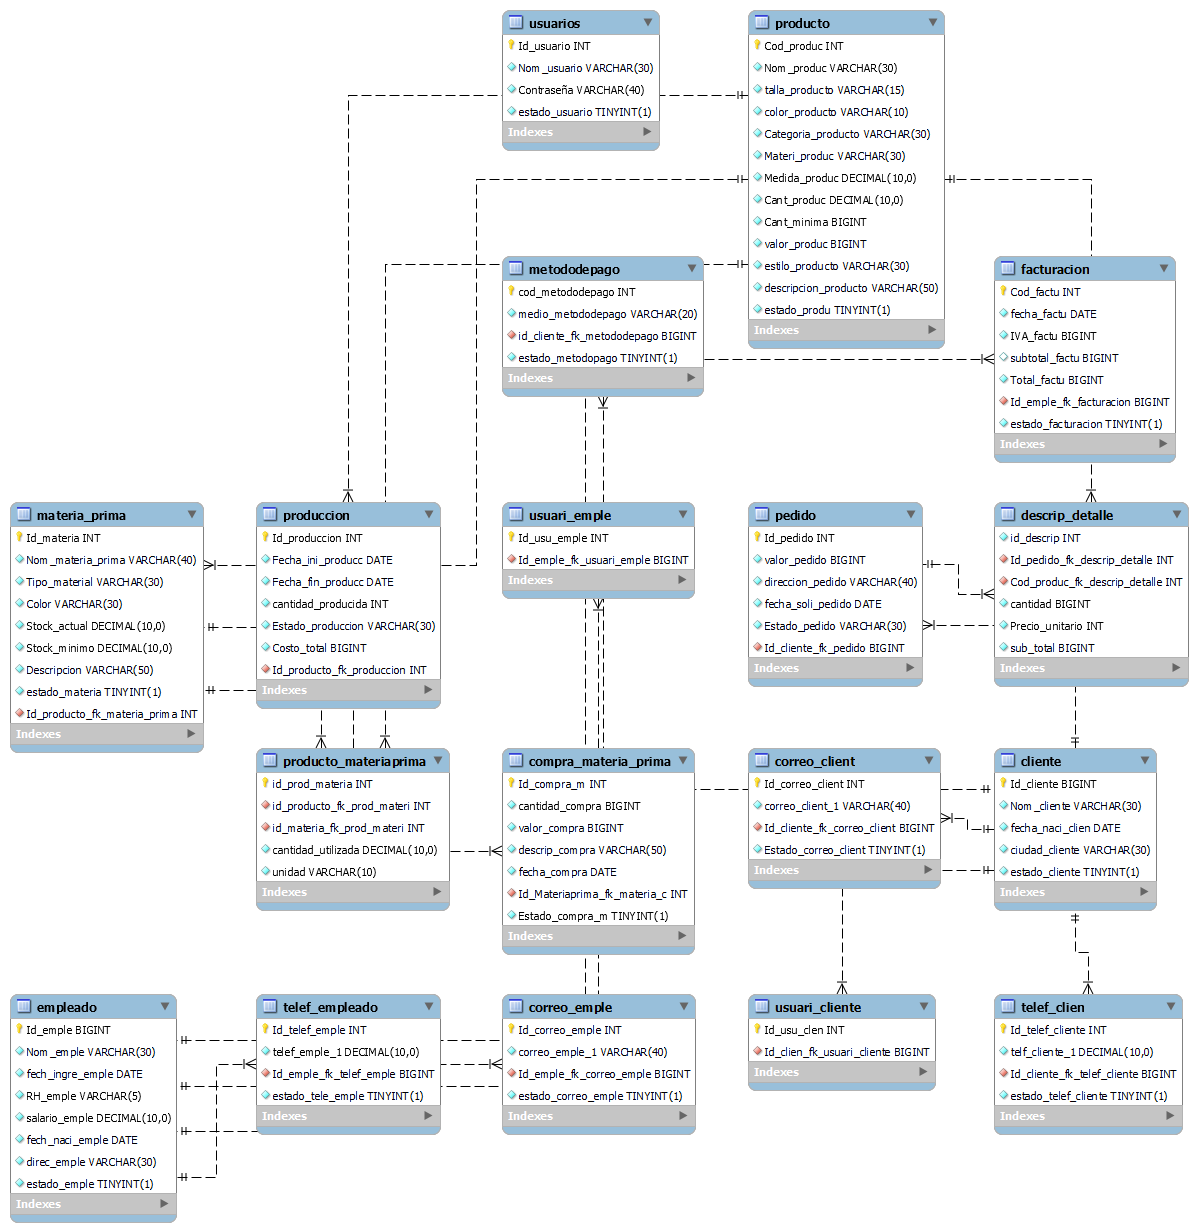 usuarios
Id_usuario INT
Nom_usuario VARCHAR(30)
Contraseña VARCHAR(40)
estado_usuario TINYINT(1)
Indexes
producto
Cod_produc INT
Nom_produc VARCHAR(30)
talla_producto VARCHAR(15)
color_producto VARCHAR(10)
Categoria_producto VARCHAR(30)
Materi_produc VARCHAR(30)
Medida_produc DECIMAL(10,0)
Cant_produc DECIMAL(10,0)
Cant_minima BIGINT
valor_produc BIGINT
estilo_producto VARCHAR(30)
descripcion_producto VARCHAR(50)
estado_produ TINYINT(1)
Indexes
metododepago
cod_metododepago INT
medio_metododepago VARCHAR(20)
id_cliente_fk_metododepago BIGINT
estado_metodopago TINYINT(1)
Indexes
facturacion
Cod_factu INT
fecha_factu DATE
IVA_factu BIGINT
subtotal_factu BIGINT
Total_factu BIGINT
Id_emple_fk_facturacion BIGINT
estado_facturacion TINYINT(1)
Indexes
materia_prima
Id_materia INT
Nom_materia_prima VARCHAR(40)
Tipo_material VARCHAR(30)
Color VARCHAR(30)
Stock_actual DECIMAL(10,0)
Stock_minimo DECIMAL(10,0)
Descripcion VARCHAR(50)
estado_materia TINYINT(1)
Id_producto_fk_materia_prima INT
Indexes
produccion
Id_produccion INT
Fecha_ini_producc DATE
Fecha_fin_producc DATE
cantidad_producida INT
Estado_produccion VARCHAR(30)
Costo_total BIGINT
Id_producto_fk_produccion INT
Indexes
usuari_emple
Id_usu_emple INT
Id_emple_fk_usuari_emple BIGINT
Indexes
pedido
Id_pedido INT
valor_pedido BIGINT
direccion_pedido VARCHAR(40)
fecha_soli_pedido DATE
Estado_pedido VARCHAR(30)
Id_cliente_fk_pedido BIGINT
Indexes
descrip_detalle
id_descrip INT
Id_pedido_fk_descrip_detalle INT
Cod_produc_fk_descrip_detalle INT
cantidad BIGINT
Precio_unitario INT
sub_total BIGINT
Indexes
producto_materiaprima
id_prod_materia INT
id_producto_fk_prod_materi INT
id_materia_fk_prod_materi INT
cantidad_utilizada DECIMAL(10,0)
unidad VARCHAR(10)
Indexes
compra_materia_prima
Id_compra_m INT
cantidad_compra BIGINT
valor_compra BIGINT
descrip_compra VARCHAR(50)
fecha_compra DATE
Id_Materiaprima_fk_materia_c INT
Estado_compra_m TINYINT(1)
Indexes
correo_client
Id_correo_client INT
correo_client_1 VARCHAR(40)
Id_cliente_fk_correo_client BIGINT
Estado_correo_client TINYINT(1)
Indexes
cliente
Id_cliente BIGINT
Nom_cliente VARCHAR(30)
fecha_naci_clien DATE
ciudad_cliente VARCHAR(30)
estado_cliente TINYINT(1)
Indexes
empleado
Id_emple BIGINT
Nom_emple VARCHAR(30)
fech_ingre_emple DATE
RH_emple VARCHAR(5)
salario_emple DECIMAL(10,0)
fech_naci_emple DATE
direc_emple VARCHAR(30)
estado_emple TINYINT(1)
Indexes
telef_empleado
Id_telef_emple INT
telef_emple_1 DECIMAL(10,0)
Id_emple_fk_telef_emple BIGINT
estado_tele_emple TINYINT(1)
Indexes
correo_emple
Id_correo_emple INT
correo_emple_1 VARCHAR(40)
Id_emple_fk_correo_emple BIGINT
estado_correo_emple TINYINT(1)
Indexes
usuari_cliente
Id_usu_clen INT
Id_clien_fk_usuari_cliente BIGINT
Indexes
telef_clien
Id_telef_cliente INT
telf_cliente_1 DECIMAL(10,0)
Id_cliente_fk_telef_cliente BIGINT
estado_telef_cliente TINYINT(1)
Indexes